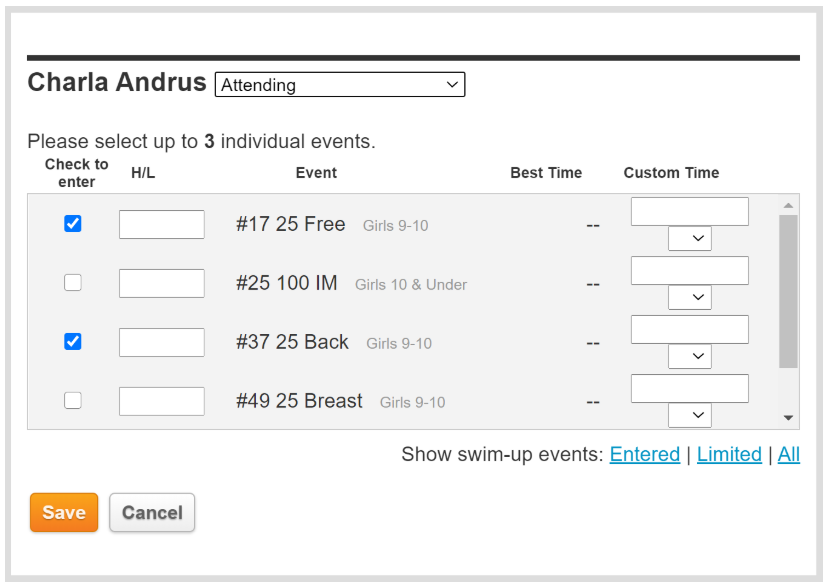 Charla Andrus Attending
Please select up to 3 individual events.
Check to enter H/L Event Best Time Custom Time
#17 25 Free Girls 9-10 --
#25 100 IM Girls 10 & Under --
#37 25 Back Girls 9-10 --
#49 25 Breast Girls 9-10 --
Show swim-up events: Entered | Limited | All
Save Cancel